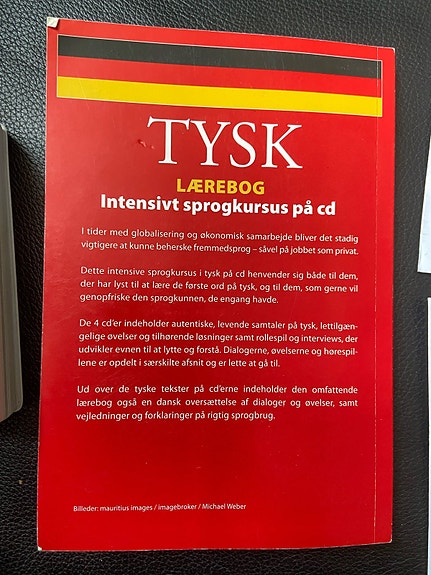 TYSK
LÆREBOG
Intensivt sprogkursus på cd
I tider med globalisering og økonomisk samarbejde bliver det stadig
vigtigere at kunne beherske fremmedsprog – såvel på jobbet som privat.
Dette intensive sprogkursus i tysk på cd henvender sig både til dem,
der har lyst til at lære de første ord på tysk, og til dem, som gerne vil
genopfriske den sprogkunnen, de engang havde.
De 4 cd'er indeholder autentiske, levende samtaler på tysk, lettilgæn-
gelige øvelser og tilhørende løsninger samt rollespil og interviews, der
udvikler evnen til at lytte og forstå. Dialogerne, øvelserne og hørespil-
lene er opdelt i særskilte afsnit og er lette at gå til.
Ud over de tyske tekster på cd'erne indeholder den omfattende
lærebog også en dansk oversættelse af dialoger og øvelser, samt
vejledninger og forklaringer på rigtig sprogbrug.
Billeder: mauritius images / imagebroker / Michael Weber